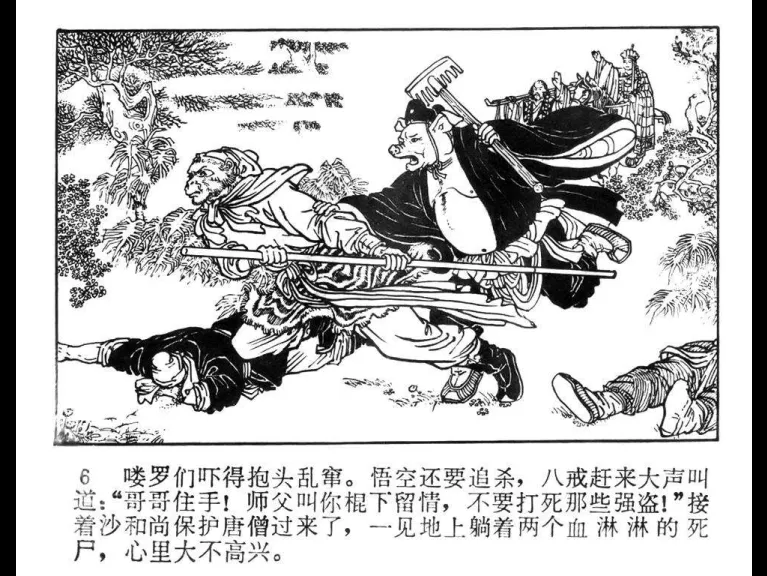 6 喽罗们吓得抱头乱窜。悟空还要追杀，八戒赶来大声叫
道：“哥哥住手！师父叫你棍下留情，不要打死那些强盗！”接
着沙和尚保护唐僧过来了，一见地上躺着两个血淋淋的死
尸，心里大不高兴。